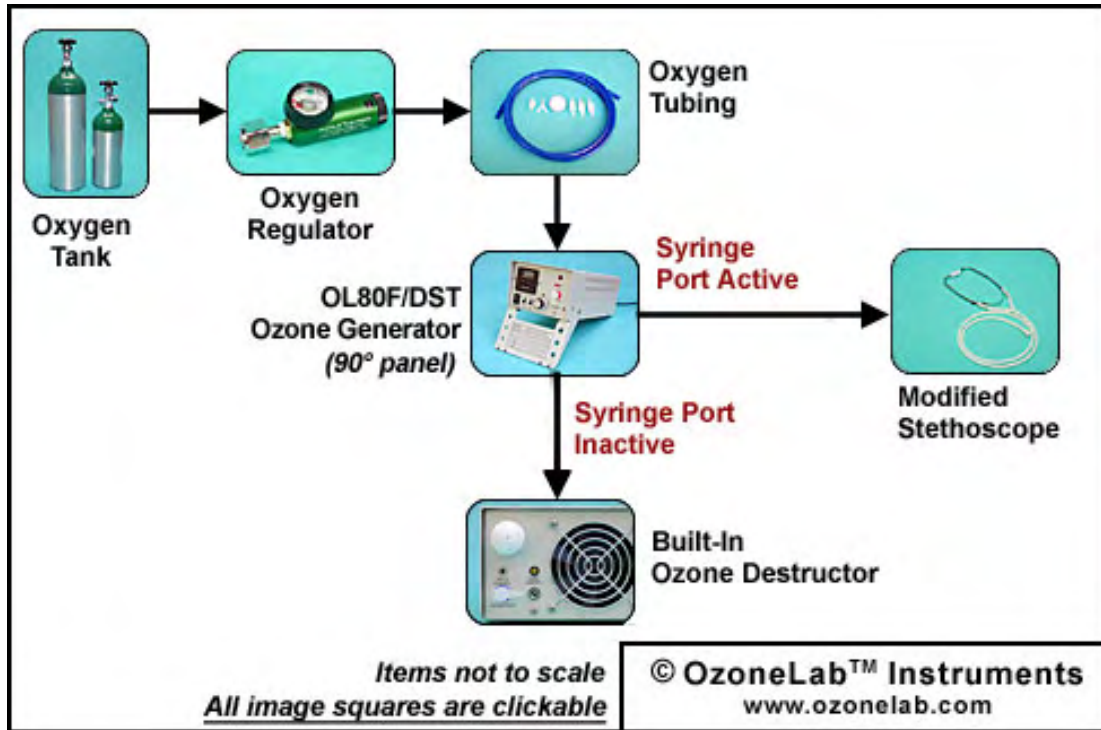 Oxygen
Tank
Oxygen
Regulator
Oxygen
Tubing
OL80F/DST
Ozone Generator
(90° panel)
Syringe
Port Active
Modified
Stethoscope
Syringe Port
Inactive
Built-In
Ozone Destructor
Items not to scale
All image squares are clickable
© OzoneLab™ Instruments
www.ozonelab.com